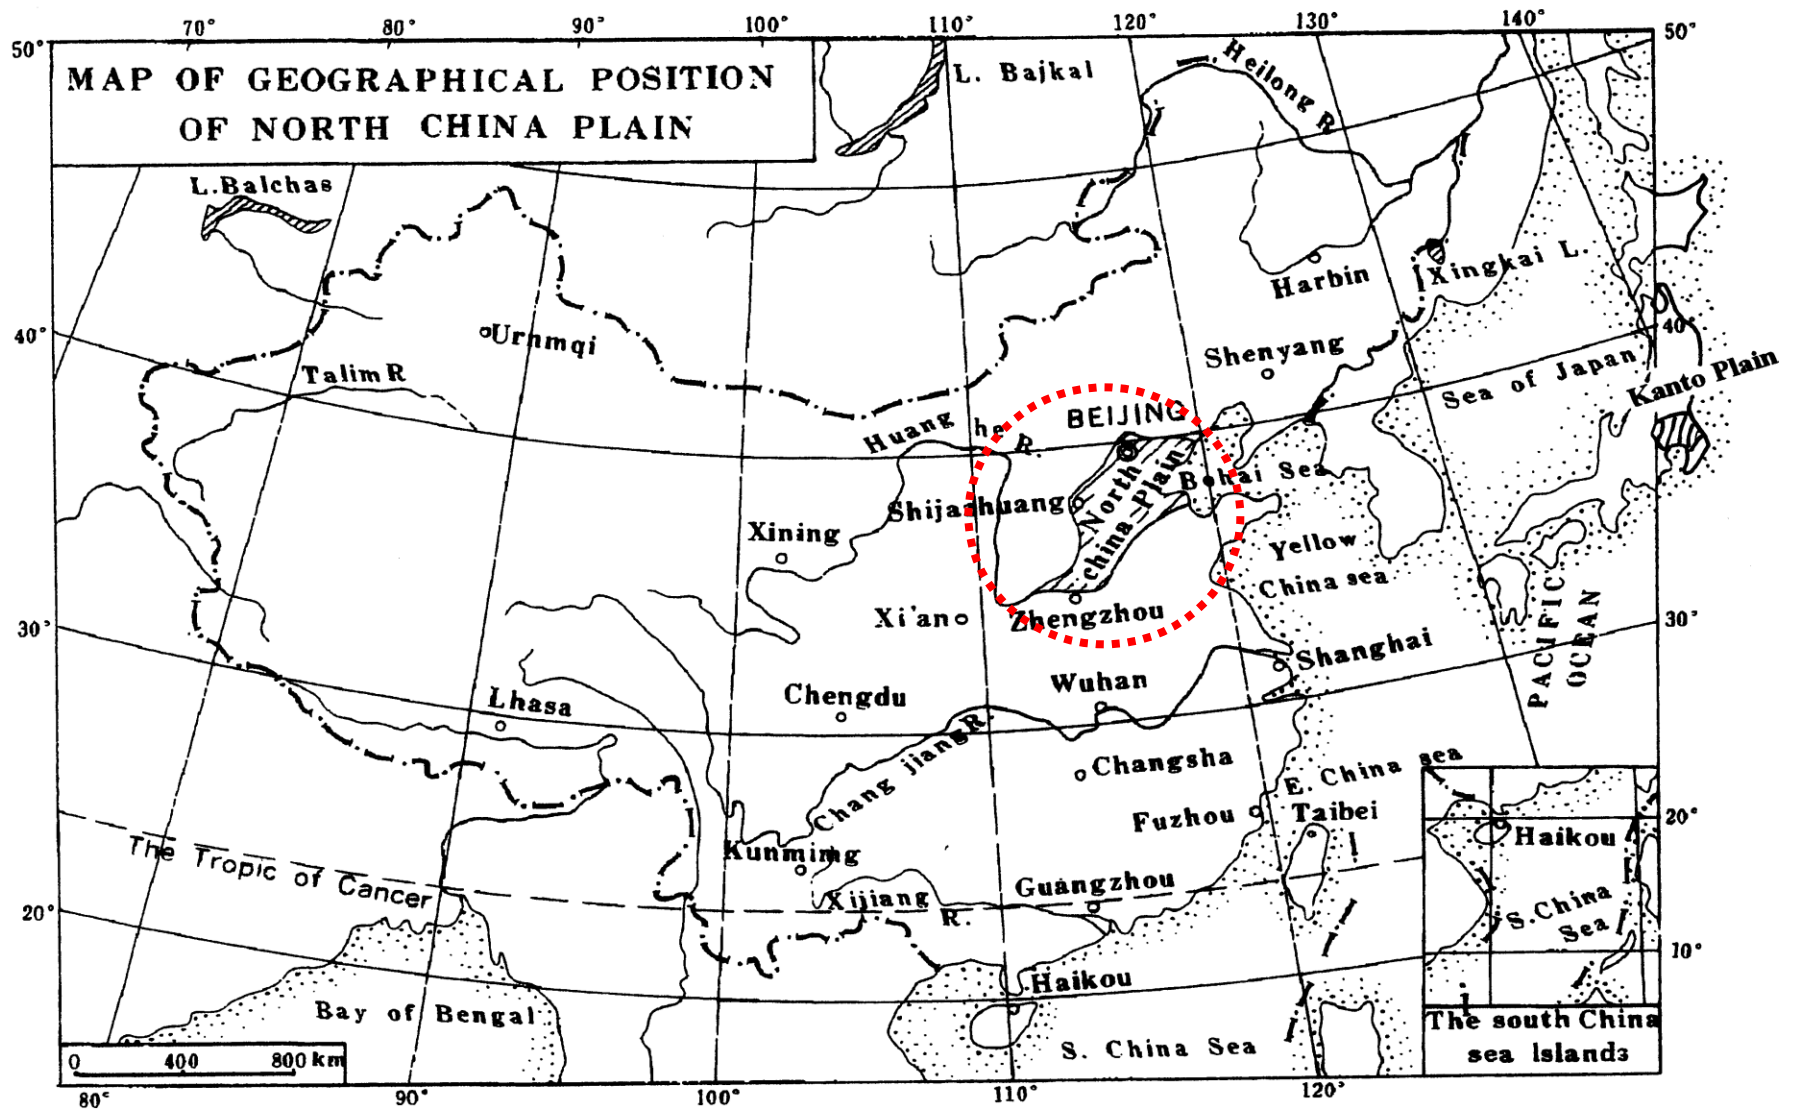 70°
80°
90°
100°
110°
120°
130°
140°
50°
50°
MAP OF GEOGRAPHICAL POSITION
OF NORTH CHINA PLAIN
L. Bajkal
Heilong R.
L.Balchas
Harbin
Xingkai L.
40°
40°
Urnmqi
Talim R
Shenyang
Sea of Japan
Kanto Plain
Huang he R.
BEIJING
North
china Plain
Bohai Sea
Shijazhuang
Xining
Yellow
China sea
Xi'an
Zhengzhou
30°
30°
PACIFIC
OCEAN
Shanghai
Lhasa
Chengdu
Wuhan
Chang jiang R.
Changsha
E. China sea
Fuzhou
Taibei
Kunming
The Tropic of Cancer
Xijiang R.
Guangzhou
20°
20°
Haikou
S. China
Sea
10°
Haikou
Bay of Bengal
S. China Sea
The south China
sea Islands
0 400 800 km
80°
90°
100°
110°
120°